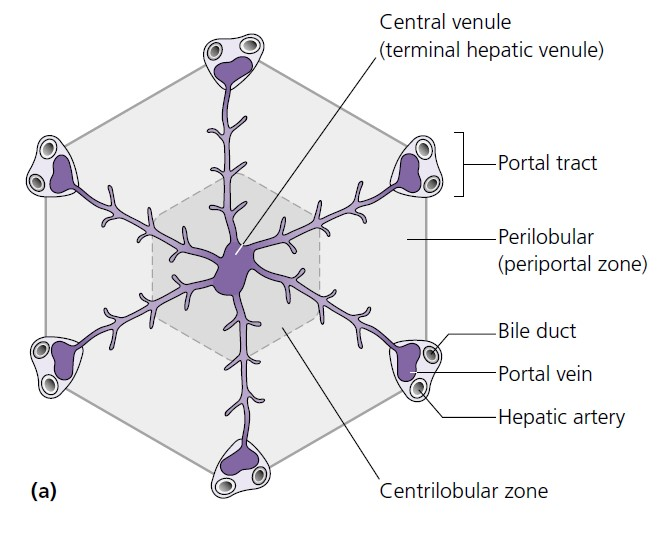 Central venule
(terminal hepatic venule)
Portal tract
Perilobular
(periportal zone)
Bile duct
Portal vein
Hepatic artery
Centrilobular zone
(a)